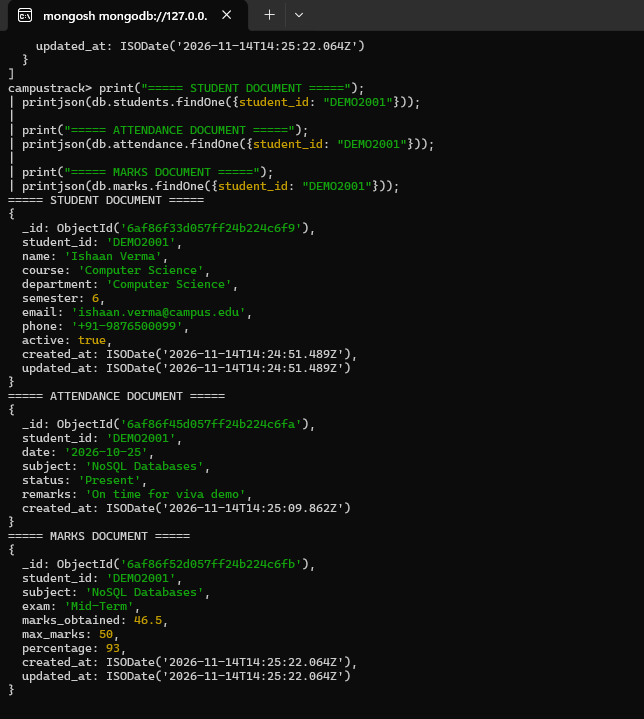 mongosh mongodb://127.0.0.
    updated_at: ISODate('2026-11-14T14:25:22.064Z')
  }
]
campustrack> print("===== STUDENT DOCUMENT =====");
| printjson(db.students.findOne({student_id: "DEMO2001"}));
|
| print("===== ATTENDANCE DOCUMENT =====");
| printjson(db.attendance.findOne({student_id: "DEMO2001"}));
|
| print("===== MARKS DOCUMENT =====");
| printjson(db.marks.findOne({student_id: "DEMO2001"}));
===== STUDENT DOCUMENT =====
{
  _id: ObjectId('6af86f33d057ff24b224c6f9'),
  student_id: 'DEMO2001',
  name: 'Ishaan Verma',
  course: 'Computer Science',
  department: 'Computer Science',
  semester: 6,
  email: 'ishaan.verma@campus.edu',
  phone: '+91-9876500099',
  active: true,
  created_at: ISODate('2026-11-14T14:24:51.489Z'),
  updated_at: ISODate('2026-11-14T14:24:51.489Z')
}
===== ATTENDANCE DOCUMENT =====
{
  _id: ObjectId('6af86f45d057ff24b224c6fa'),
  student_id: 'DEMO2001',
  date: '2026-10-25',
  subject: 'NoSQL Databases',
  status: 'Present',
  remarks: 'On time for viva demo',
  created_at: ISODate('2026-11-14T14:25:09.862Z')
}
===== MARKS DOCUMENT =====
{
  _id: ObjectId('6af86f52d057ff24b224c6fb'),
  student_id: 'DEMO2001',
  subject: 'NoSQL Databases',
  exam: 'Mid-Term',
  marks_obtained: 46.5,
  max_marks: 50,
  percentage: 93,
  created_at: ISODate('2026-11-14T14:25:22.064Z'),
  updated_at: ISODate('2026-11-14T14:25:22.064Z')
}